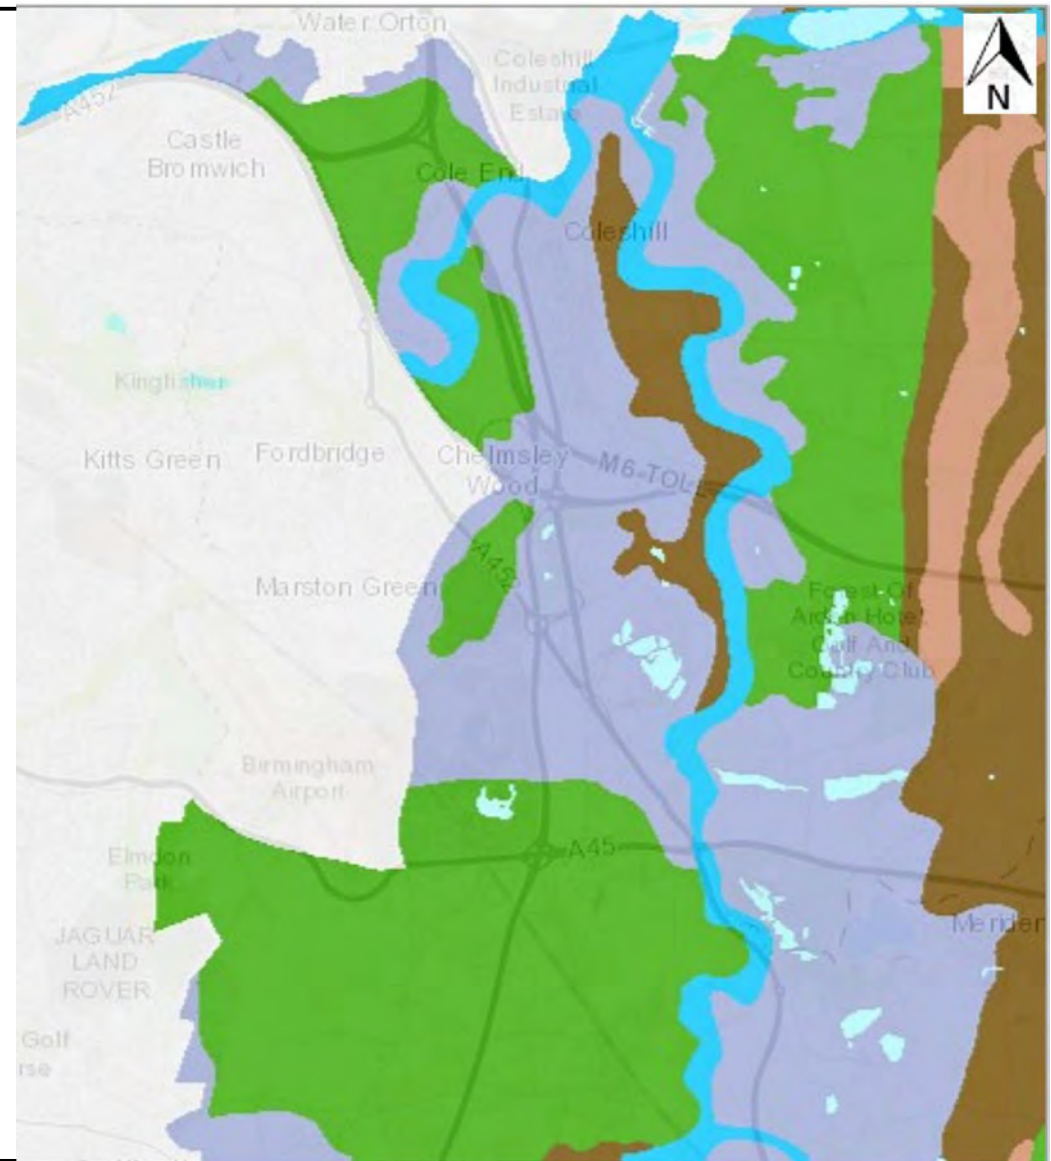 Water Orton
N
Coleshill
Industrial
Estate
A452
Castle
Bromwich
Cole End
Coleshill
Kingfisher
Kitts Green
Fordbridge
Chelmsley
Wood
M6-TOLL
A452
Marston Green
Forest Of
Arden Hotel
Golf And
Country Club
Birmingham
Airport
A45
Elmdon
Park
JAGUAR
LAND
ROVER
Meriden
Golf
rse